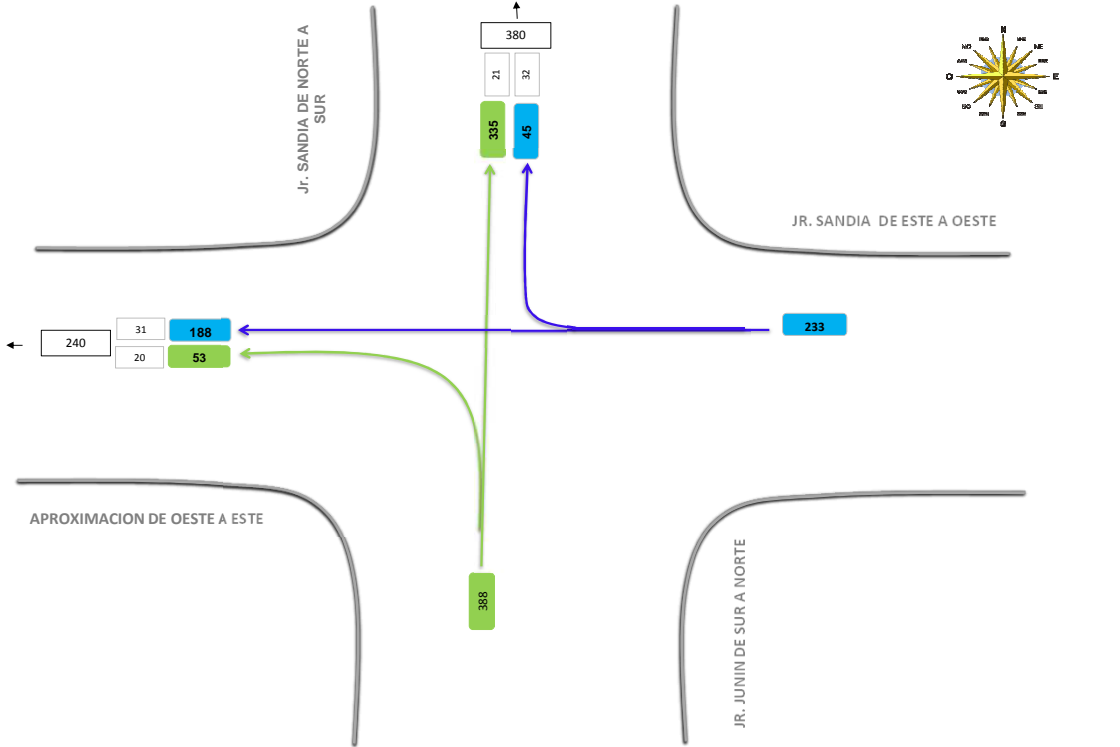 380
21
32
335
45
Jr. SANDIA DE NORTE A
SUR
N
NE
E
SE
SO
O
NO
JR. SANDIA DE ESTE A OESTE
31
188
233
240
20
53
APROXIMACION DE OESTE A ESTE
388
JR. JUNIN DE SUR A NORTE